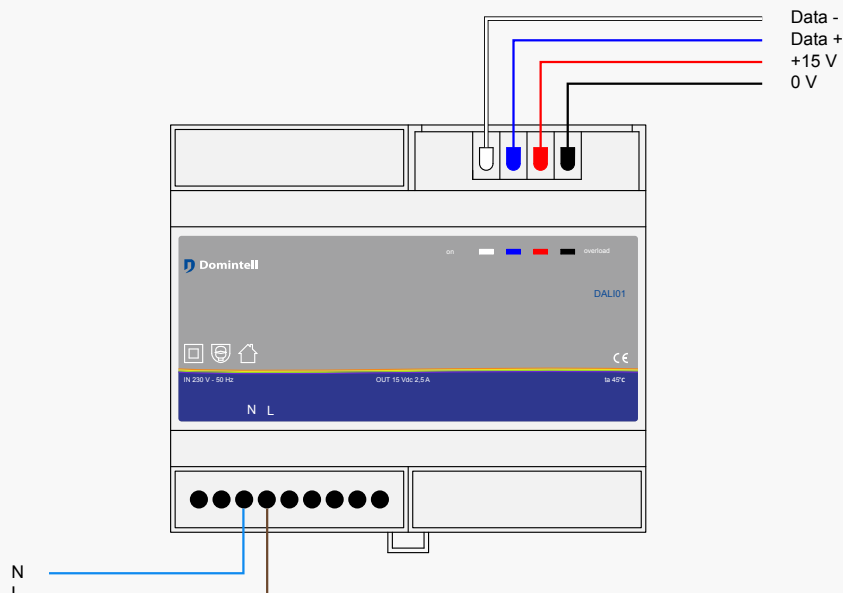 Data -
Data +
+15 V
0 V
on
overload
Domintell
DALI01
CE
IN 230 V - 50 Hz
OUT 15 Vdc 2,5 A
ta 45°c
N L
N
L